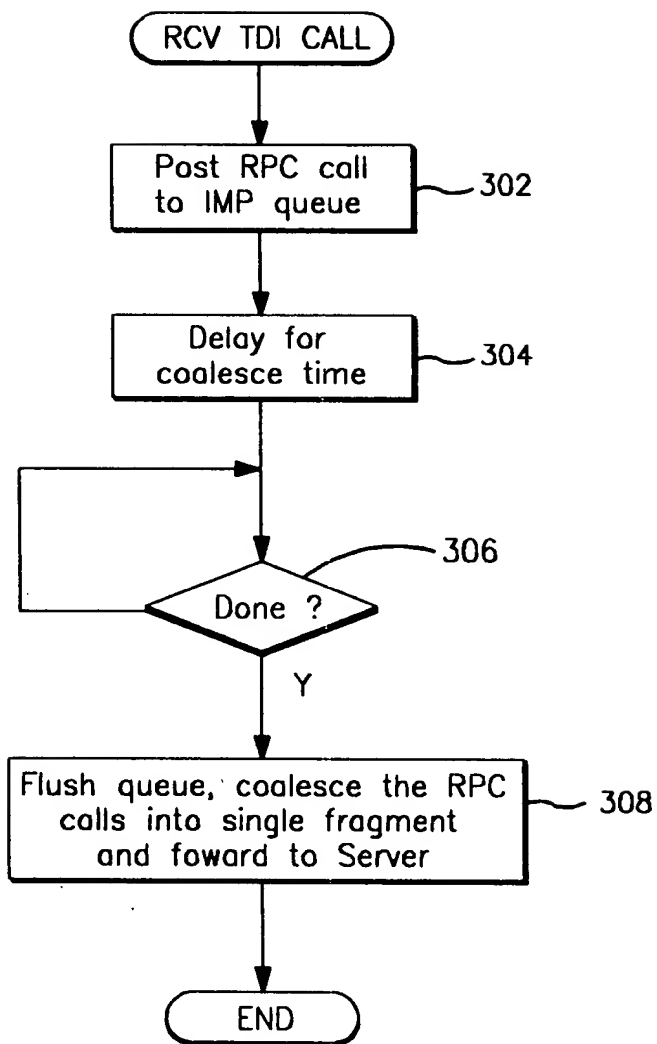 RCV TDI CALL
Post RPC call
to IMP queue
302
Delay for
coalesce time
304
306
Done ?
Y
Flush queue, coalesce the RPC
calls into single fragment
and foward to Server
308
END